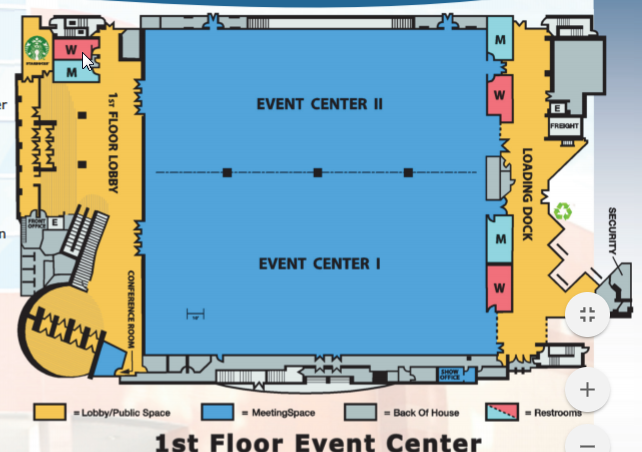 W
M
er
1ST FLOOR LOBBY
EVENT CENTER II
M
W
E
FREIGHT
LOADING DOCK
FRONT
OFFICE
E
n
EVENT CENTER I
M
W
SECURITY
CONFERENCE ROOM
SHOW
OFFICE
= Lobby/Public Space
= MeetingSpace
= Back Of House
= Restrooms
1st Floor Event Center